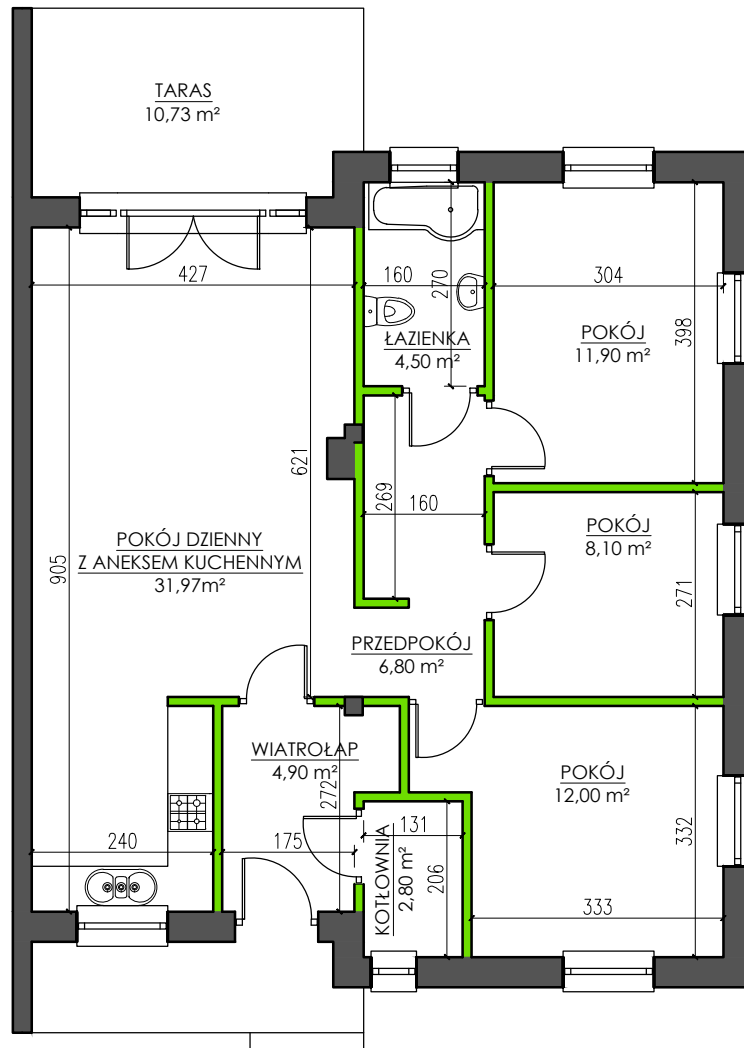 TARAS
10,73 m²
427
160
270
304
398
ŁAZIENKA
4,50 m²
POKÓJ
11,90 m²
621
269
160
POKÓJ
8,10 m²
271
905
POKÓJ DZIENNY
Z ANEKSEM KUCHENNYM
31,97m²
PRZEDPOKÓJ
6,80 m²
WIATROŁAP
4,90 m²
272
POKÓJ
12,00 m²
332
240
175
131
KOTŁOWNIA
2,80 m²
206
333